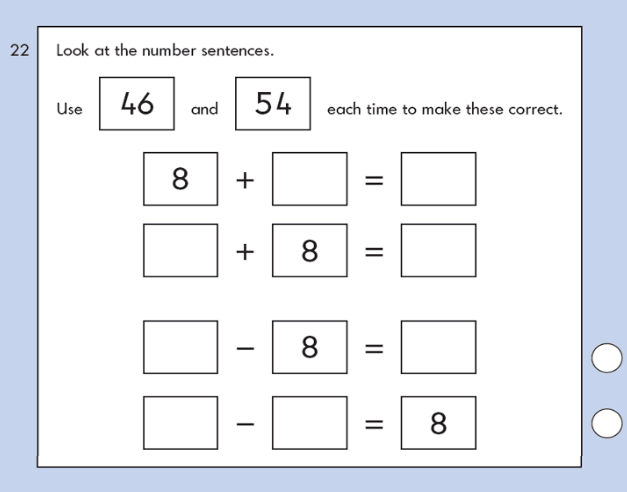 22 Look at the number sentences.
Use 46 and 54 each time to make these correct.
8 + =
+ 8 =
- 8 =
- = 8